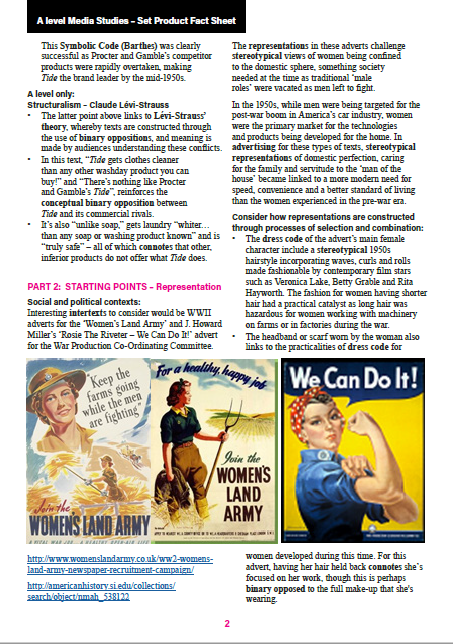 A level Media Studies – Set Product Fact Sheet
This Symbolic Code (Barthes) was clearly
successful as Procter and Gamble's competitor
products were rapidly overtaken, making
Tide the brand leader by the mid-1950s.
A level only:
Structuralism – Claude Lévi-Strauss
• The latter point above links to Lévi-Strauss'
theory, whereby texts are constructed through
the use of binary oppositions, and meaning is
made by audiences understanding these conflicts.
• In this text, "Tide gets clothes cleaner
than any other washday product you can
buy!" and "There's nothing like Procter
and Gamble's Tide", reinforces the
conceptual binary opposition between
Tide and its commercial rivals.
• It's also "unlike soap," gets laundry "whiter…
than any soap or washing product known" and is
"truly safe" – all of which connotes that other,
inferior products do not offer what Tide does.
PART 2: STARTING POINTS – Representation
Social and political contexts:
Interesting intertexts to consider would be WWII
adverts for the 'Women's Land Army' and J. Howard
Miller's 'Rosie The Riveter – We Can Do It!' advert
for the War Production Co-Ordinating Committee.
The representations in these adverts challenge
stereotypical views of women being confined
to the domestic sphere, something society
needed at the time as traditional 'male
roles' were vacated as men left to fight.
In the 1950s, while men were being targeted for the
post-war boom in America's car industry, women
were the primary market for the technologies
and products being developed for the home. In
advertising for these types of texts, stereotypical
representations of domestic perfection, caring
for the family and servitude to the 'man of the
house' became linked to a more modern need for
speed, convenience and a better standard of living
than the women experienced in the pre-war era.
Consider how representations are constructed
through processes of selection and combination:
• The dress code of the advert's main female
character include a stereotypical 1950s
hairstyle incorporating waves, curls and rolls
made fashionable by contemporary film stars
such as Veronica Lake, Betty Grable and Rita
Hayworth. The fashion for women having shorter
hair had a practical catalyst as long hair was
hazardous for women working with machinery
on farms or in factories during the war.
• The headband or scarf worn by the woman also
links to the practicalities of dress code for
"Keep the
farms going
while the men
are fighting"
Join the
WOMEN'S LAND ARMY
For a healthy, happy job
Join the
WOMEN'S
LAND
ARMY
We Can Do It!
http://www.womenslandarmy.co.uk/ww2-womens-
land-army-newspaper-recruitment-campaign/
http://americanhistory.si.edu/collections/
search/object/nmah_538122
women developed during this time. For this
advert, having her hair held back connotes she's
focused on her work, though this is perhaps
binary opposed to the full make-up that she's
wearing.
2